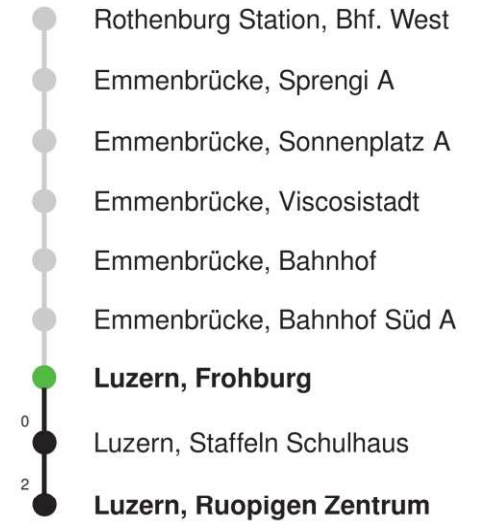 Rothenburg Station, Bhf. West
Emmenbrücke, Sprengi A
Emmenbrücke, Sonnenplatz A
Emmenbrücke, Viscosistadt
Emmenbrücke, Bahnhof
Emmenbrücke, Bahnhof Süd A
Luzern, Frohburg
0 Luzern, Staffeln Schulhaus
2 Luzern, Ruopigen Zentrum